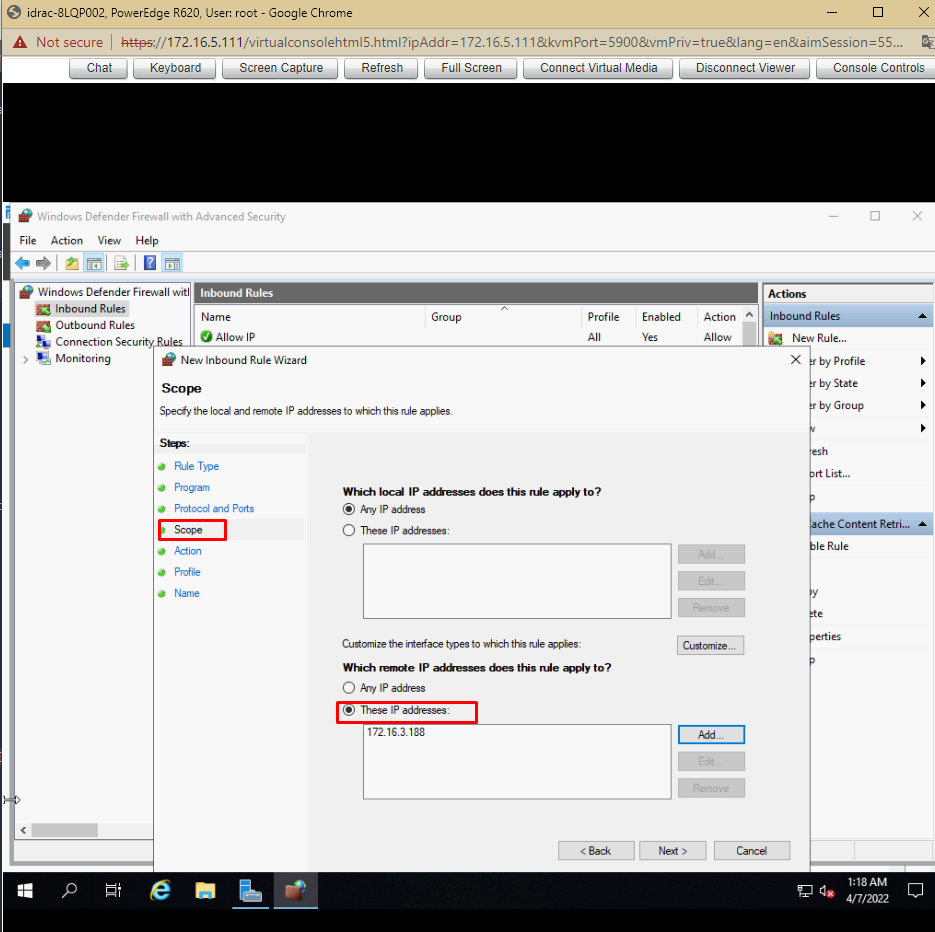 idrac-8LQP002, PowerEdge R620, User: root - Google Chrome
Not secure | https://172.16.5.111/virtualconsolehtml5.html?ipAddr=172.16.5.111&kvmPort=5900&vmPriv=true&lang=en&aimSession=55...
Chat Keyboard Screen Capture Refresh Full Screen Connect Virtual Media Disconnect Viewer Console Controls
Windows Defender Firewall with Advanced Security
File Action View Help
Windows Defender Firewall with
Inbound Rules
Outbound Rules
Connection Security Rules
Monitoring
Inbound Rules
Name Group Profile Enabled Action
Allow IP All Yes Allow
Actions
Inbound Rules
New Rule...
er by Profile
er by State
er by Group
w
resh
ort List...
p
Cache Content Retri...
ble Rule
py
ete
perties
p
New Inbound Rule Wizard
Scope
Specify the local and remote IP addresses to which this rule applies.
Steps:
Rule Type
Program
Protocol and Ports
Scope
Action
Profile
Name
Which local IP addresses does this rule apply to?
Any IP address
These IP addresses:
Add...
Edit...
Remove
Customize the interface types to which this rule applies:
Customize...
Which remote IP addresses does this rule apply to?
Any IP address
These IP addresses:
172.16.3.188
Add...
Edit...
Remove
< Back Next > Cancel
1:18 AM
4/7/2022